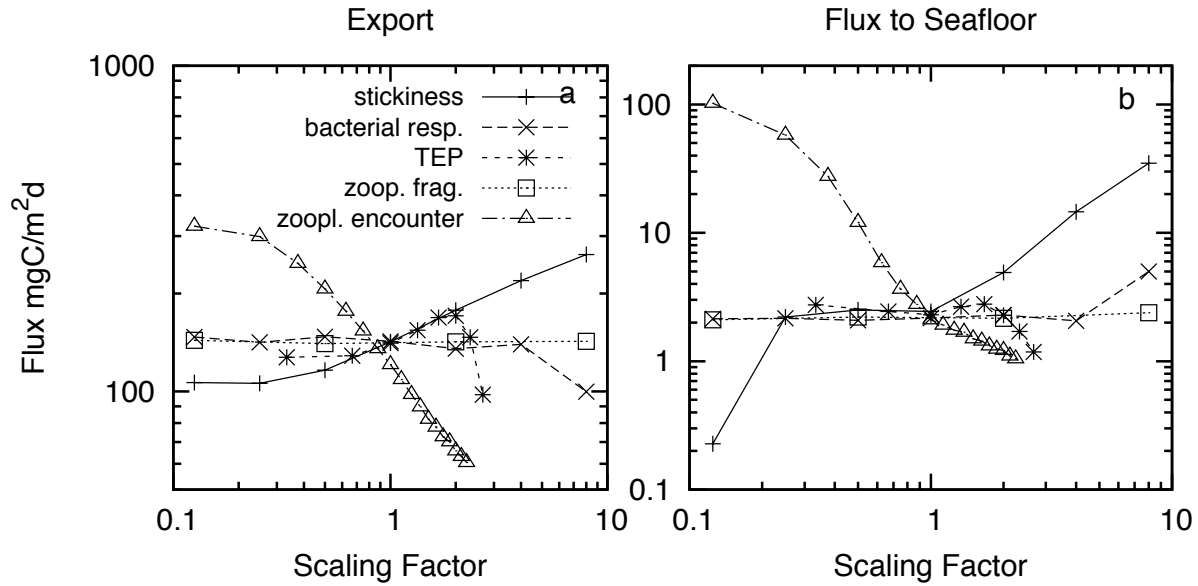 Export
Flux to Seafloor
Flux mgC/m²d
1000
100
stickiness
a
bacterial resp.
TEP
zoop. frag.
zoopl. encounter
0.1
1
10
Scaling Factor
100
10
1
0.1
b
0.1
1
10
Scaling Factor